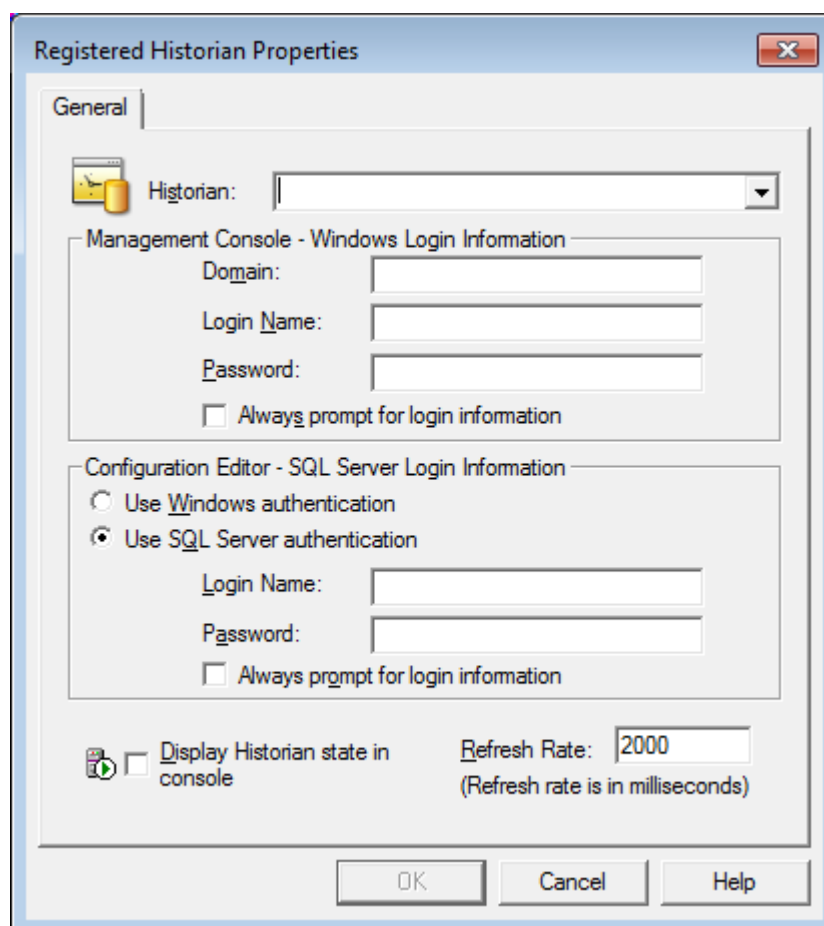 Registered Historian Properties
General
Historian:
Management Console - Windows Login Information
Domain:
Login Name:
Password:
Always prompt for login information
Configuration Editor - SQL Server Login Information
Use Windows authentication
Use SQL Server authentication
Login Name:
Password:
Always prompt for login information
Display Historian state in
console
Refresh Rate: 2000
(Refresh rate is in milliseconds)
OK Cancel Help